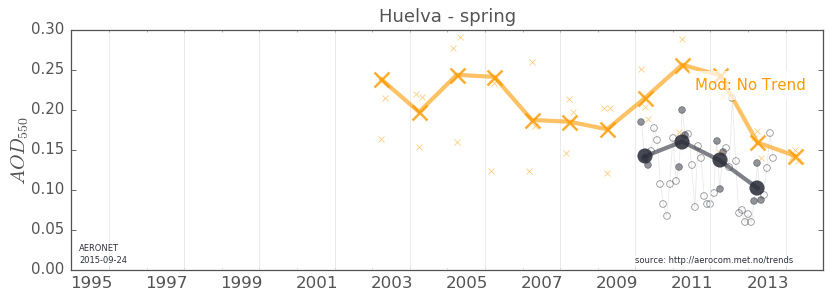 Huelva - spring
0.30
0.25
0.20
0.15
0.10
0.05
0.00
AOD550
Mod: No Trend
AERONET
2015-09-24
source: http://aerocom.met.no/trends
1995 1997 1999 2001 2003 2005 2007 2009 2011 2013